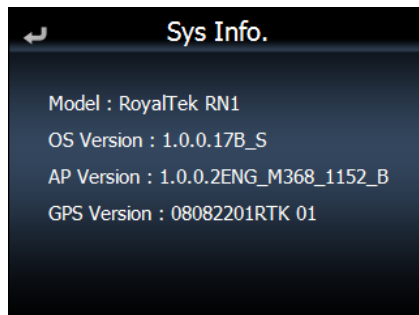 Sys Info.
Model : RoyalTek RN1
OS Version : 1.0.0.17B_S
AP Version : 1.0.0.2ENG_M368_1152_B
GPS Version : 08082201RTK 01